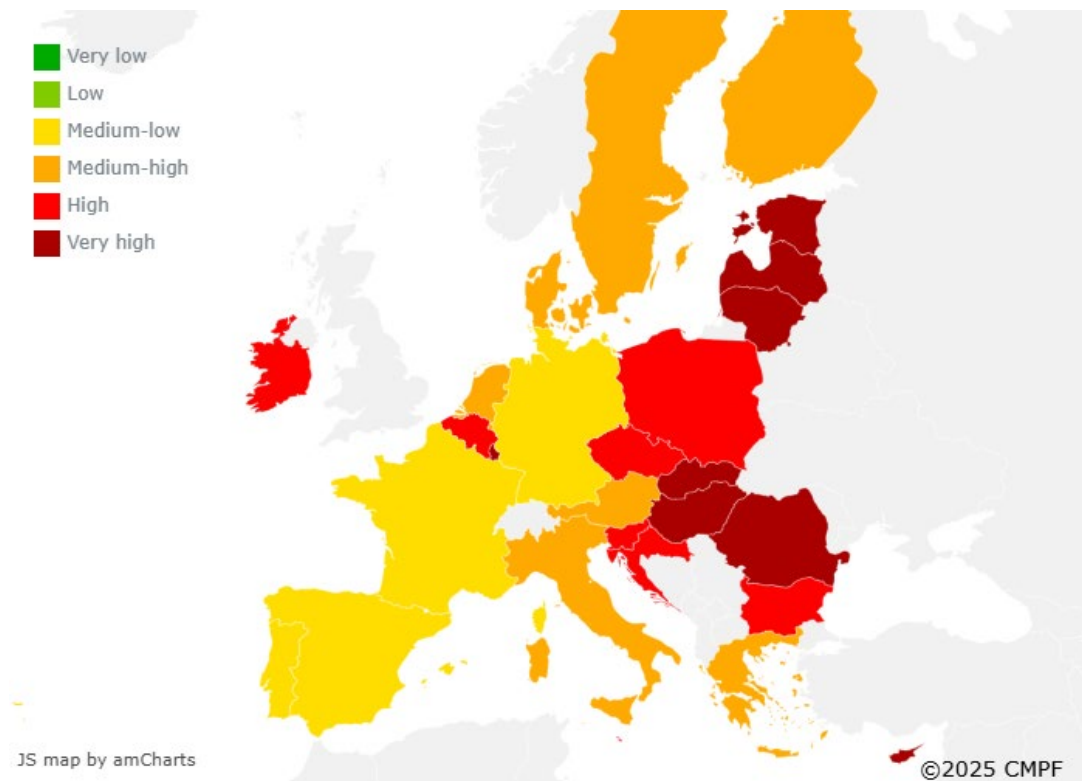 Very low
Low
Medium-low
Medium-high
High
Very high
JS map by amCharts
©2025 CMPF